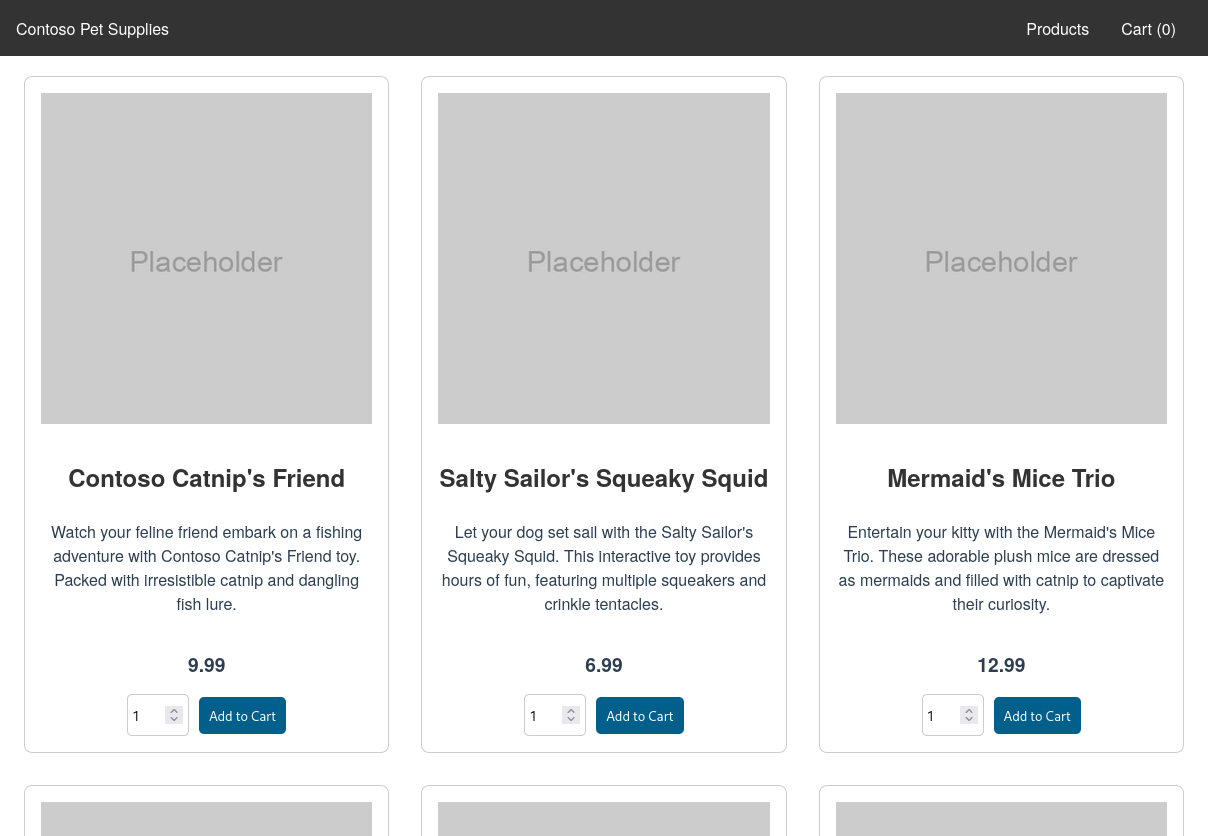 Contoso Pet Supplies
Products
Cart (0)
Placeholder
Contoso Catnip's Friend
Watch your feline friend embark on a fishing
adventure with Contoso Catnip's Friend toy.
Packed with irresistible catnip and dangling
fish lure.
9.99
1
Add to Cart
Placeholder
Salty Sailor's Squeaky Squid
Let your dog set sail with the Salty Sailor's
Squeaky Squid. This interactive toy provides
hours of fun, featuring multiple squeakers and
crinkle tentacles.
6.99
1
Add to Cart
Placeholder
Mermaid's Mice Trio
Entertain your kitty with the Mermaid's Mice
Trio. These adorable plush mice are dressed
as mermaids and filled with catnip to captivate
their curiosity.
12.99
1
Add to Cart